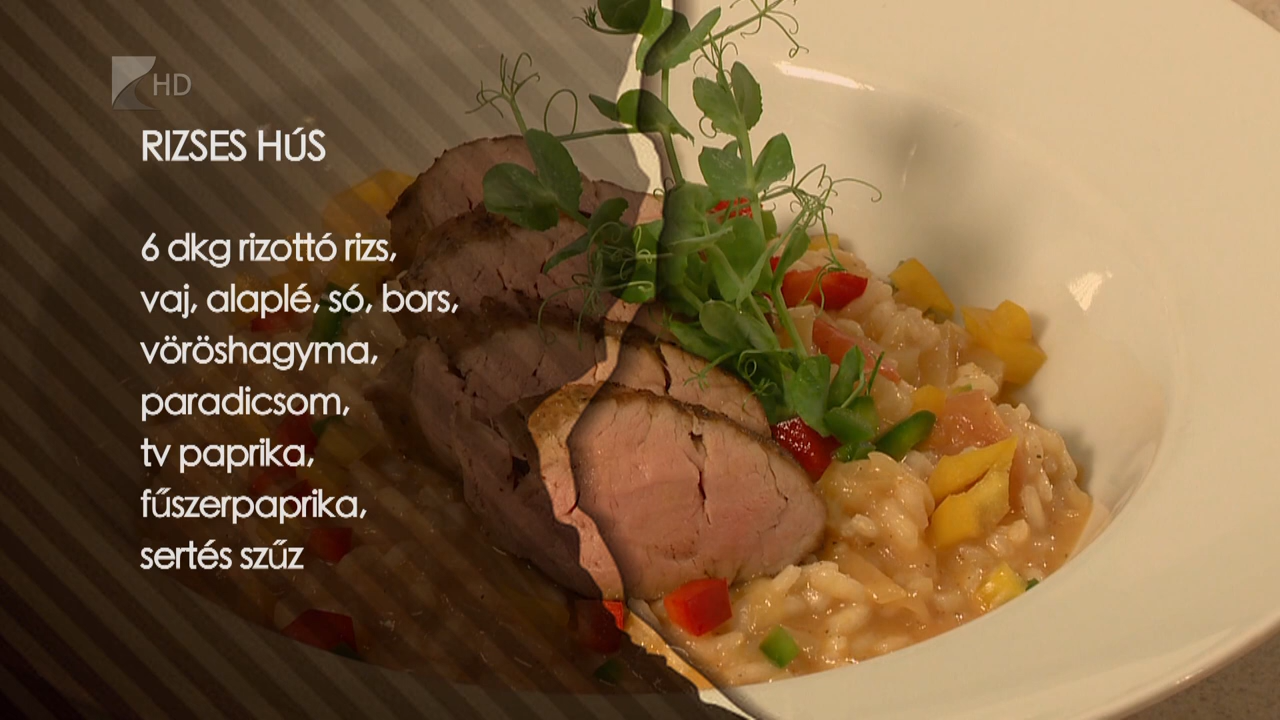 HD
RIZSES HÚS
6 dkg rizottó rizs,
vaj, alaplé, só, bors,
vöröshagyma,
paradicsom,
tv paprika,
fűszerpaprika,
sertés szűz